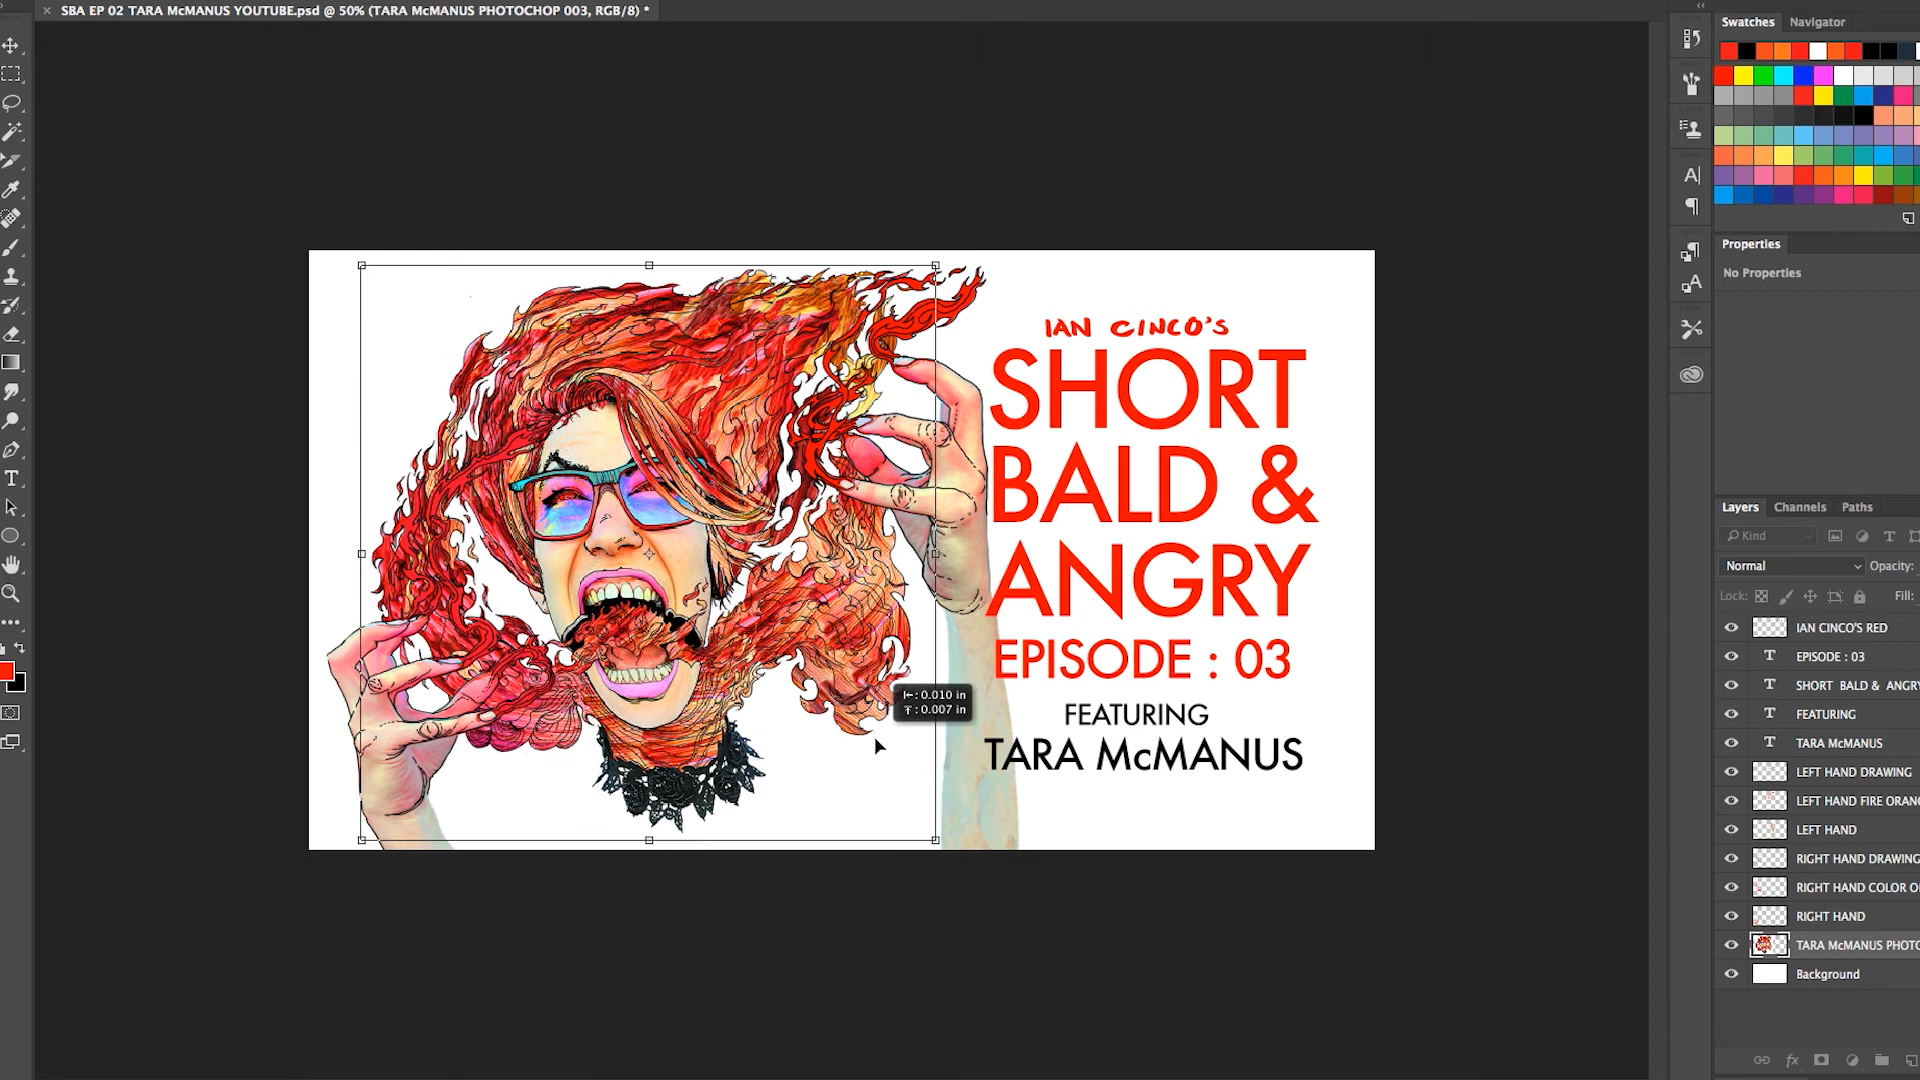 SBA EP 02 TARA McMANUS YOUTUBE.psd @ 50% (TARA McMANUS PHOTOCHOP 003, RGB/8) *
Swatches Navigator
Properties
No Properties
IAN CINCO'S
SHORT
BALD &
ANGRY
EPISODE : 03
FEATURING
TARA McMANUS
: 0.010 in
: 0.007 in
Layers Channels Paths
Kind
Normal Opacity:
Lock: Fill:
IAN CINCO'S RED
EPISODE : 03
SHORT BALD & ANGRY
FEATURING
TARA McMANUS
LEFT HAND DRAWING
LEFT HAND FIRE ORAN
LEFT HAND
RIGHT HAND DRAWING
RIGHT HAND COLOR O
RIGHT HAND
TARA McMANUS PHOTO
Background
fx